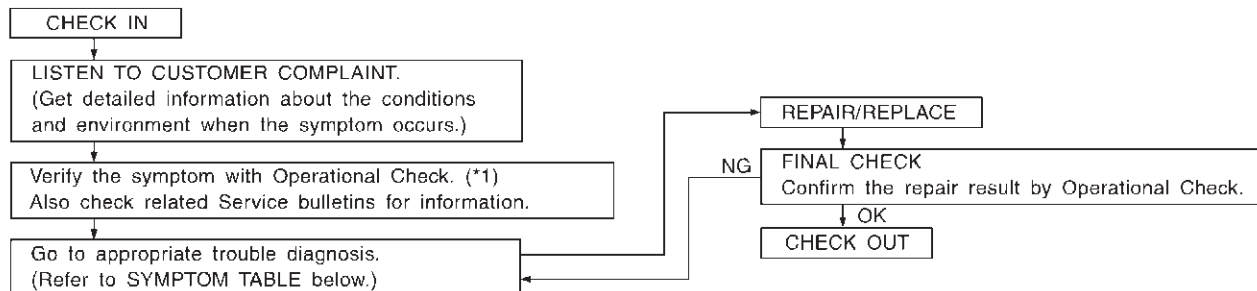 CHECK IN
LISTEN TO CUSTOMER COMPLAINT.
(Get detailed information about the conditions
and environment when the symptom occurs.)
Verify the symptom with Operational Check. (*1)
Also check related Service bulletins for information.
Go to appropriate trouble diagnosis.
(Refer to SYMPTOM TABLE below.)
REPAIR/REPLACE
NG
FINAL CHECK
Confirm the repair result by Operational Check.
OK
CHECK OUT